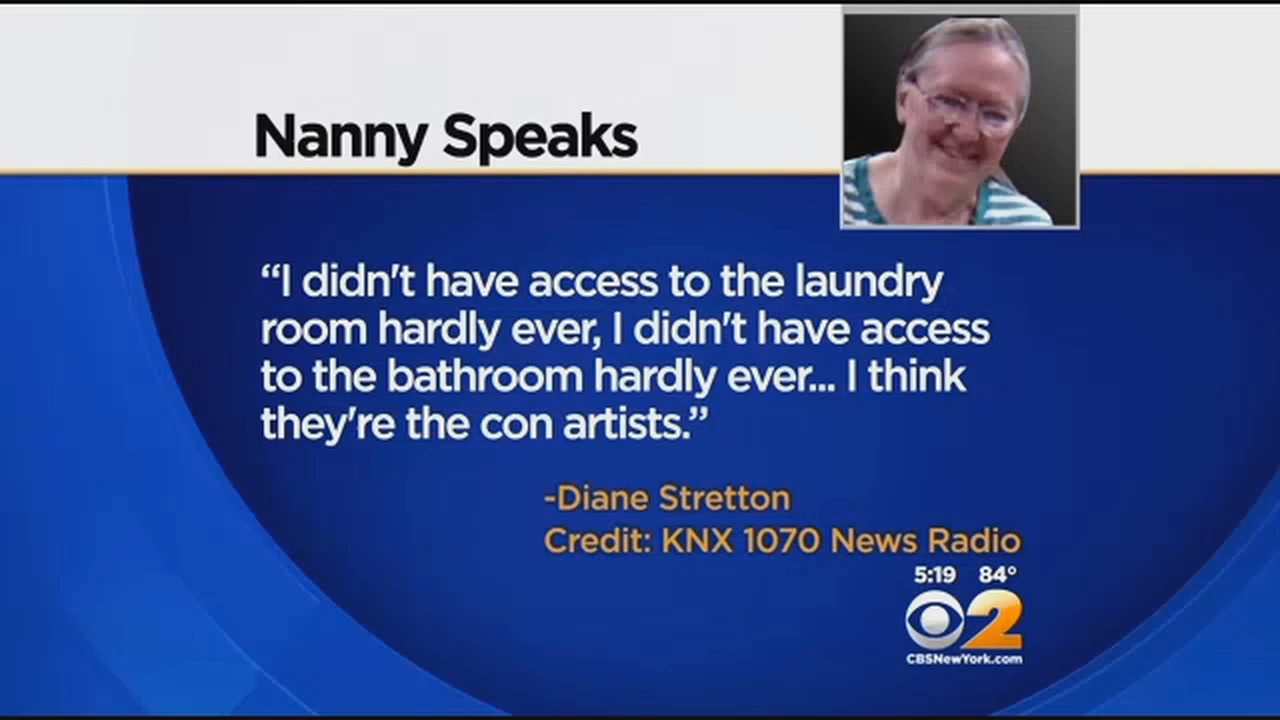 Nanny Speaks
“I didn't have access to the laundry
room hardly ever, I didn't have access
to the bathroom hardly ever... I think
they're the con artists.”
-Diane Stretton
Credit: KNX 1070 News Radio
5:19 84°
2
CBSNewYork.com